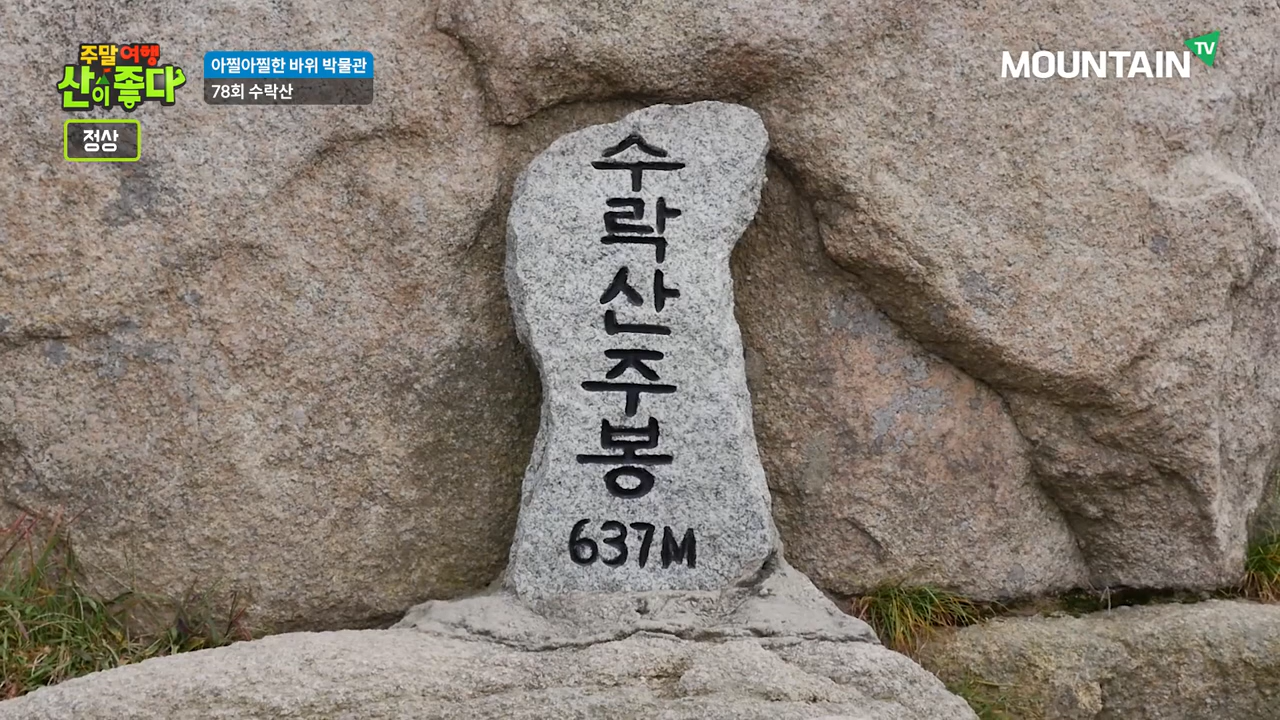 주말여행
산이좋다
아찔아찔한 바위 박물관
78회 수락산
정상
MOUNTAIN TV
수
락
산
주
봉
637M